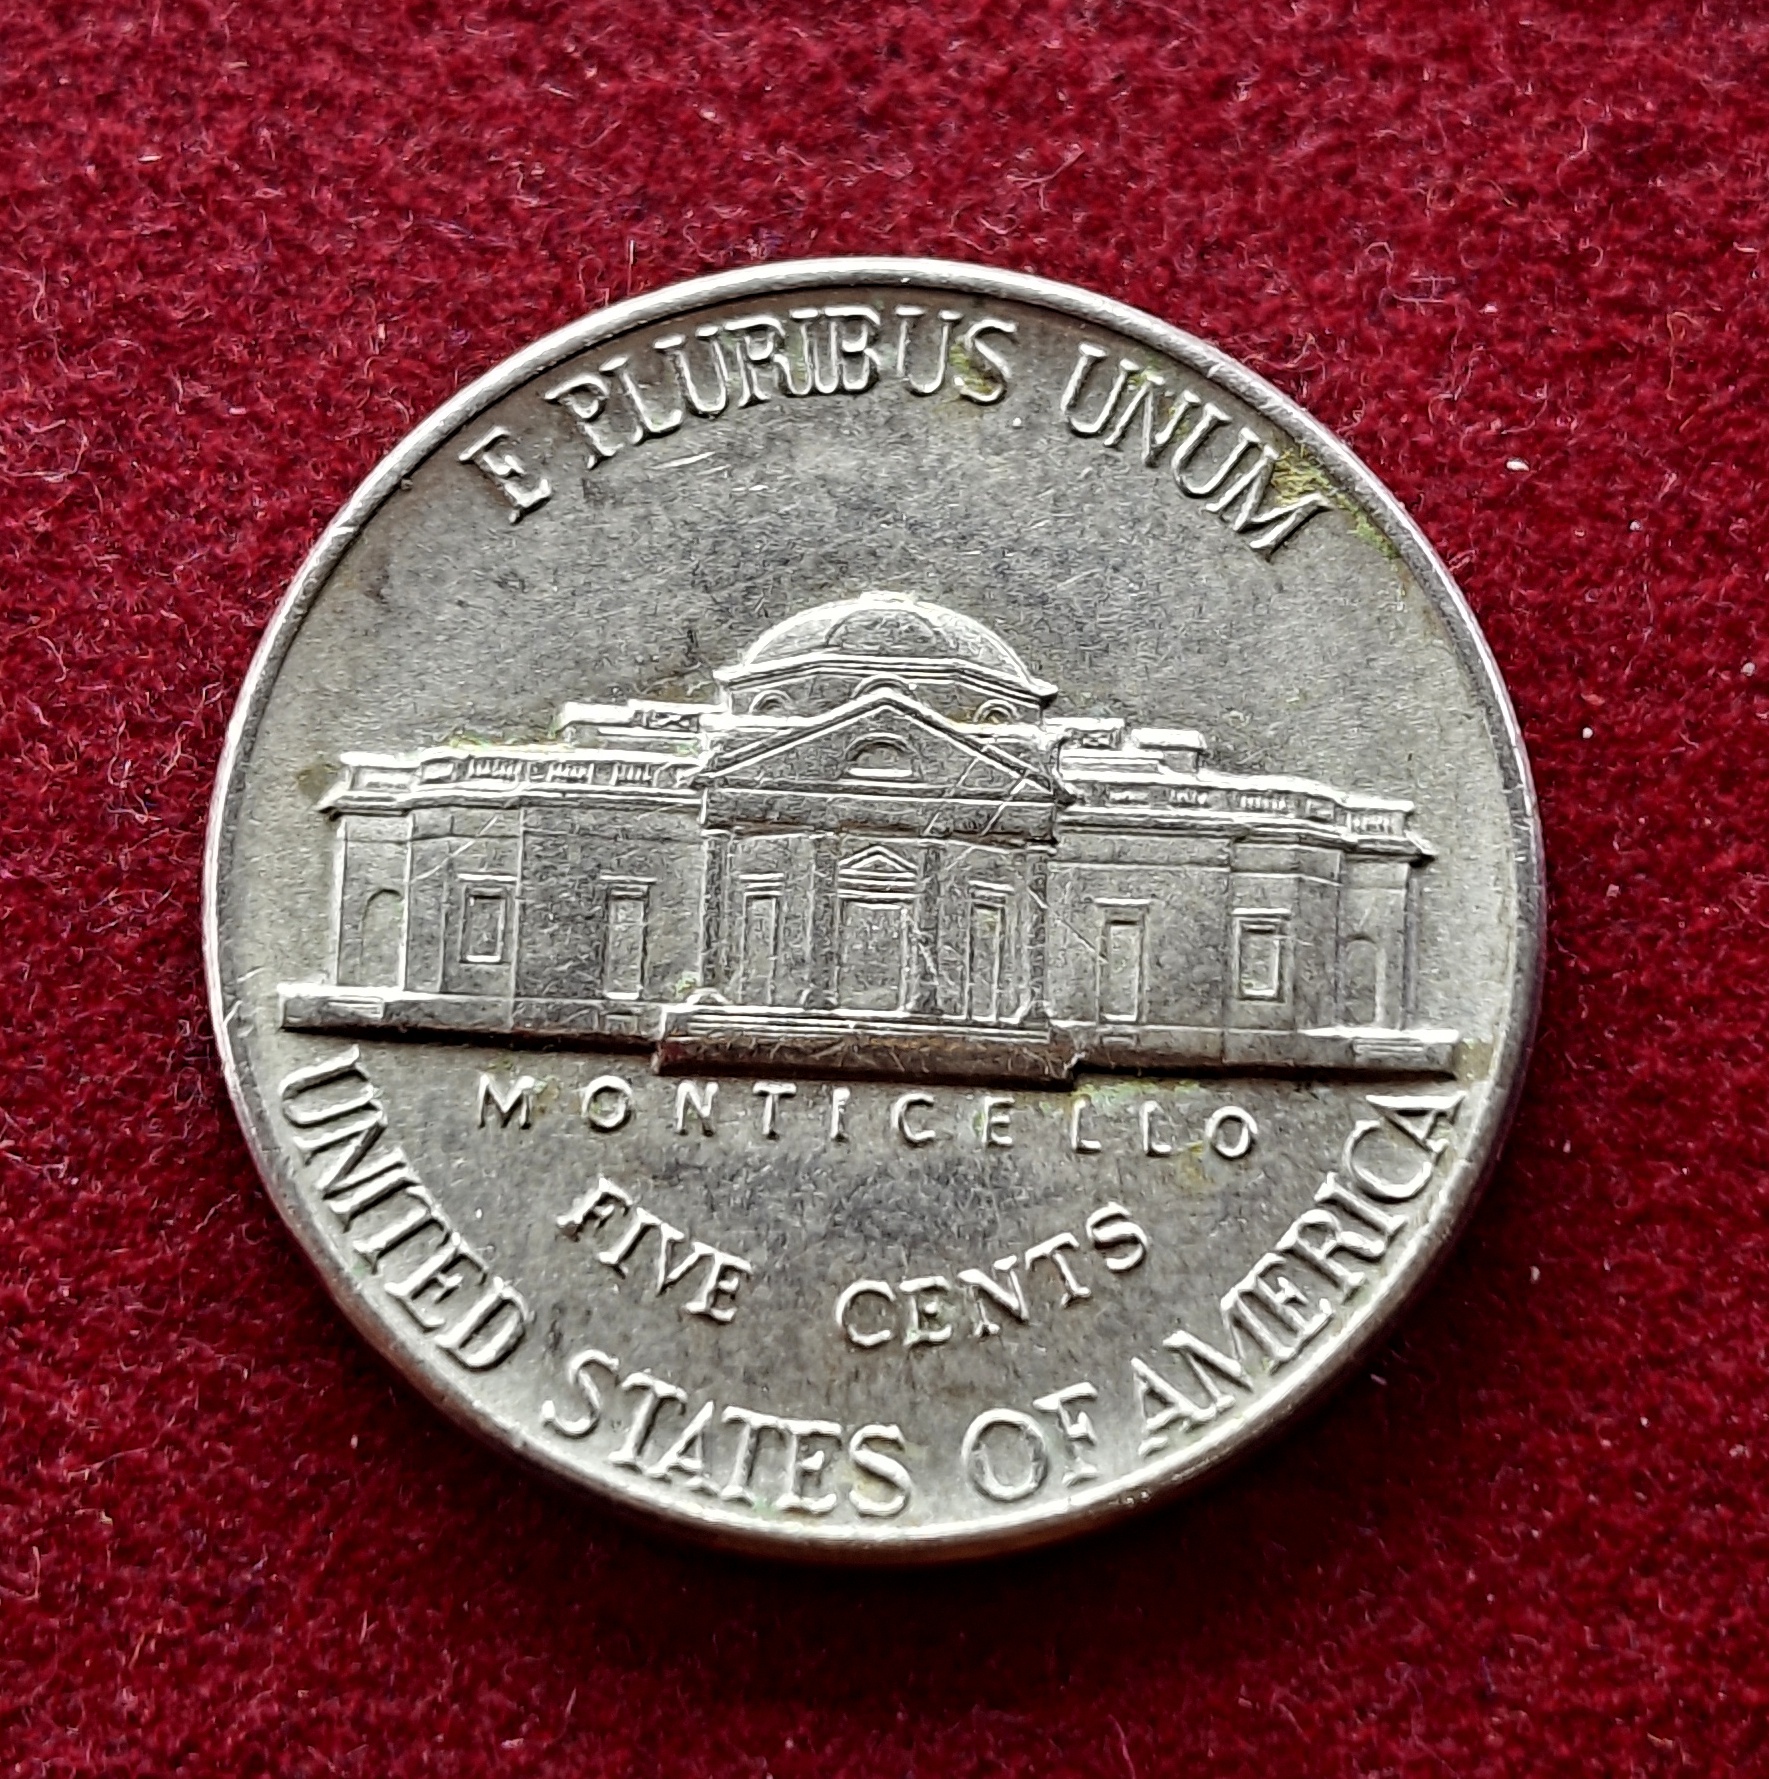 E PLURIBUS UNUM
MONTICELLO
FIVE CENTS
UNITED STATES OF AMERICA